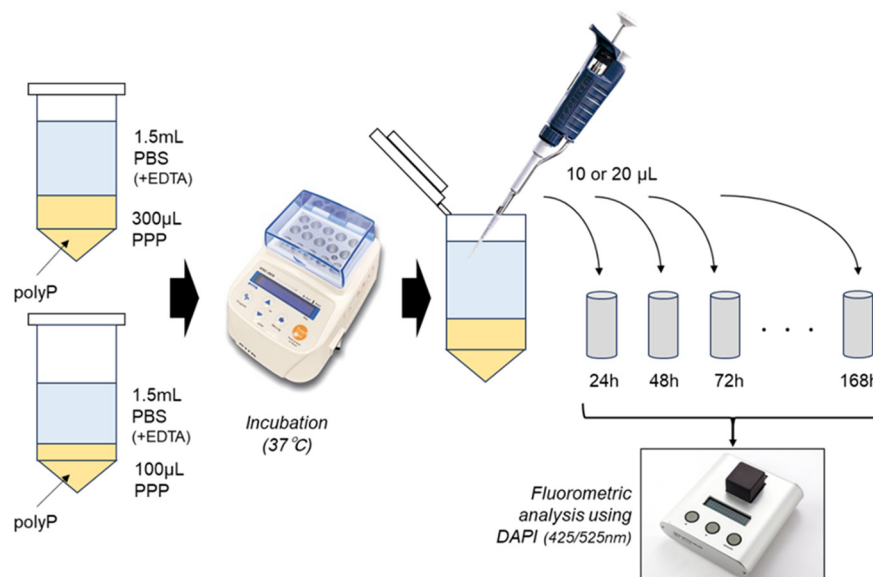 1.5mL
PBS
(+EDTA)
300µL
PPP
polyP
1.5mL
PBS
(+EDTA)
100µL
PPP
polyP
Incubation
(37℃)
10 or 20 µL
24h
48h
72h
. . .
168h
Fluorometric
analysis using
DAPI (425/525nm)